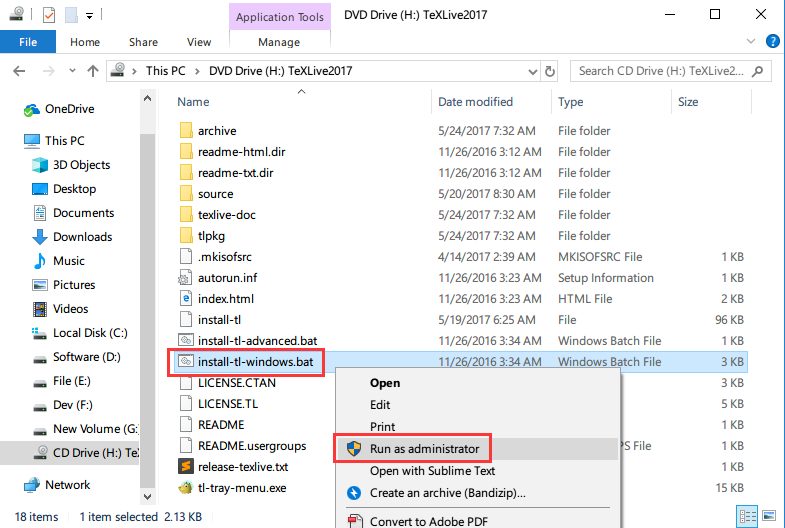 Application Tools
DVD Drive (H:) TeXLive2017
File Home Share View Manage
This PC DVD Drive (H:) TeXLive2017
Search CD Drive (H:) TeXLive2...
Name Date modified Type Size
OneDrive
This PC
3D Objects
Desktop
Documents
Downloads
Music
Pictures
Videos
Local Disk (C:)
Software (D:)
File (E:)
Dev (F:)
New Volume (G:
CD Drive (H:) TeX
Network
archive 5/24/2017 7:32 AM File folder
readme-html.dir 11/26/2016 3:12 AM File folder
readme-txt.dir 11/26/2016 3:12 AM File folder
source 5/20/2017 8:30 AM File folder
texlive-doc 5/24/2017 7:32 AM File folder
tlpkg 5/24/2017 7:32 AM File folder
.mkisofsrc 4/14/2017 2:39 AM MKISOFSRC File 1 KB
autorun.inf 11/26/2016 3:23 AM Setup Information 1 KB
index.html 11/26/2016 3:23 AM HTML File 2 KB
install-tl 5/19/2017 6:25 AM File 96 KB
install-tl-advanced.bat 11/26/2016 3:34 AM Windows Batch File 1 KB
install-tl-windows.bat 11/26/2016 3:34 AM Windows Batch File 3 KB
LICENSE.CTAN 3 KB
LICENSE.TL 5 KB
README 4 KB
README.usergroups PS File 4 KB
release-texlive.txt 1 KB
tl-tray-menu.exe 15 KB
Open
Edit
Print
Run as administrator
Open with Sublime Text
Create an archive (Bandizip)...
Convert to Adobe PDF
18 items 1 item selected 2.13 KB